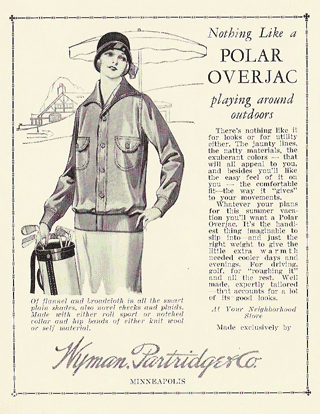 Nothing Like a
POLAR
OVERJAC
playing around
outdoors
There's nothing like it
for looks or for utility
either. The jaunty lines,
the natty materials, the
exuberant colors — that
will all appeal to you,
and besides you'll like
the easy feel of it on
you — the comfortable
fit—the way it "gives"
to your movements.
Whatever your plans
for this summer vaca-
tion you'll want a Polar
Overjac. It's the handi-
est thing imaginable to
slip into—and just the
right weight to give the
little extra warmth
needed cooler days and
evenings. For driving,
golf, for "roughing it"
and all the rest. Well
made, expertly tailored
—that accounts for a lot
of its good looks.
At Your Neighborhood
Store
Made exclusively by
Of flannel and broadcloth in all the smart
plain shades, also novel checks and plaids.
Made with either roll sport or notched
collar and hip bands of either knit wool
or self material.
Wyman, Partridge & Co.
MINNEAPOLIS